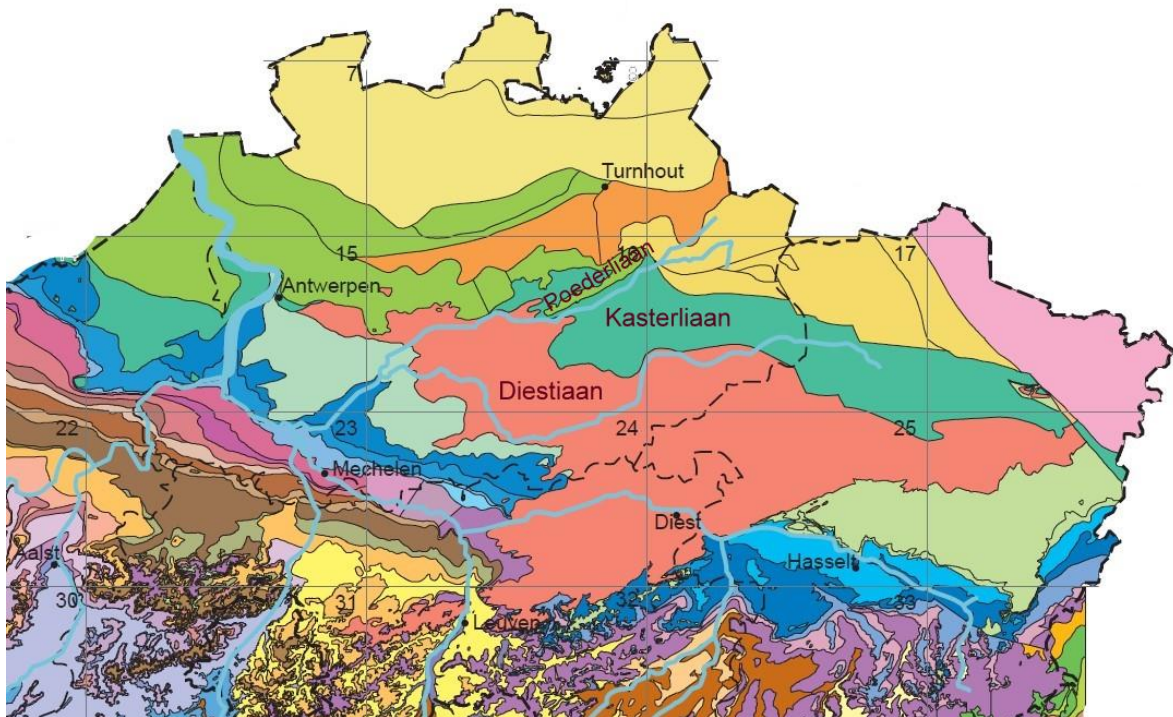 7
8
Turnhout
15
17
Antwerpen
Poederliaan
Kasterliaan
Diestiaan
22
23
24
25
Mechelen
Diest
Aalst
Hasselt
30
31
32
33
Leuven